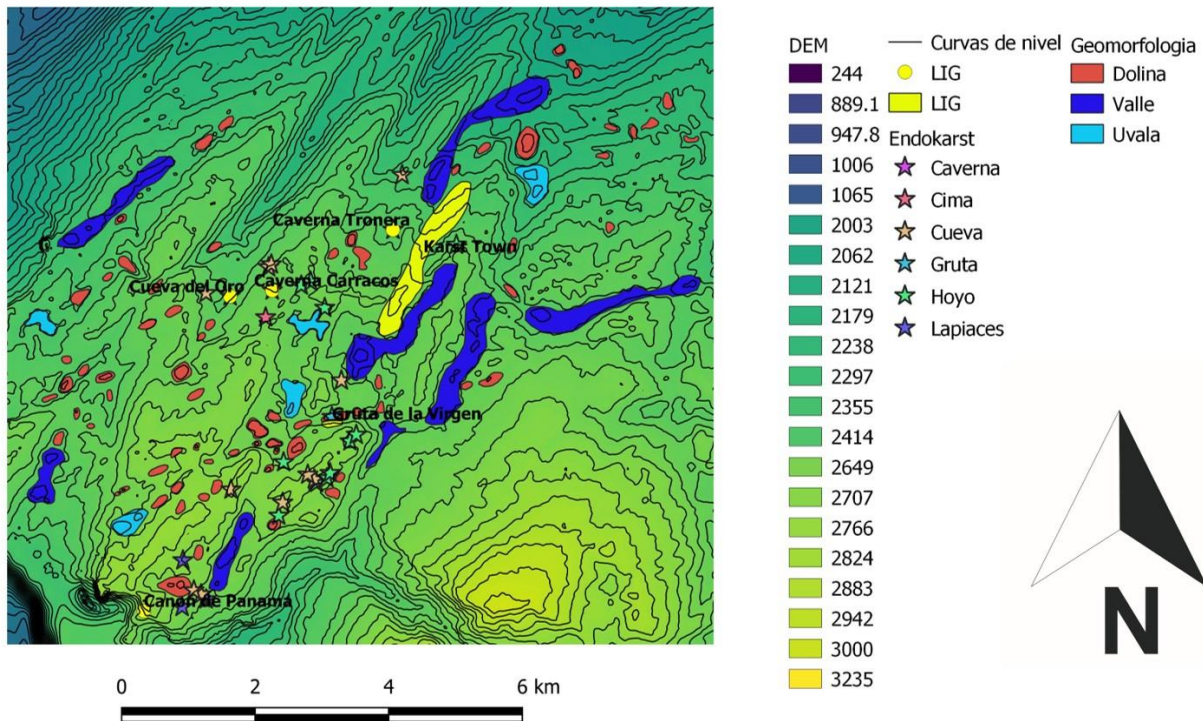 Caverna Tronera
Karst Town
Cueva del Oro
Caverna Carracos
Gruta de la Virgen
Cañon de Panamá
0 2 4 6 km
DEM
244
889.1
947.8
1006
1065
2003
2062
2121
2179
2238
2297
2355
2414
2649
2707
2766
2824
2883
2942
3000
3235
Curvas de nivel
LIG
LIG
Endokarst
Caverna
Cima
Cueva
Gruta
Hoyo
Lapiaces
Geomorfologia
Dolina
Valle
Uvala
N